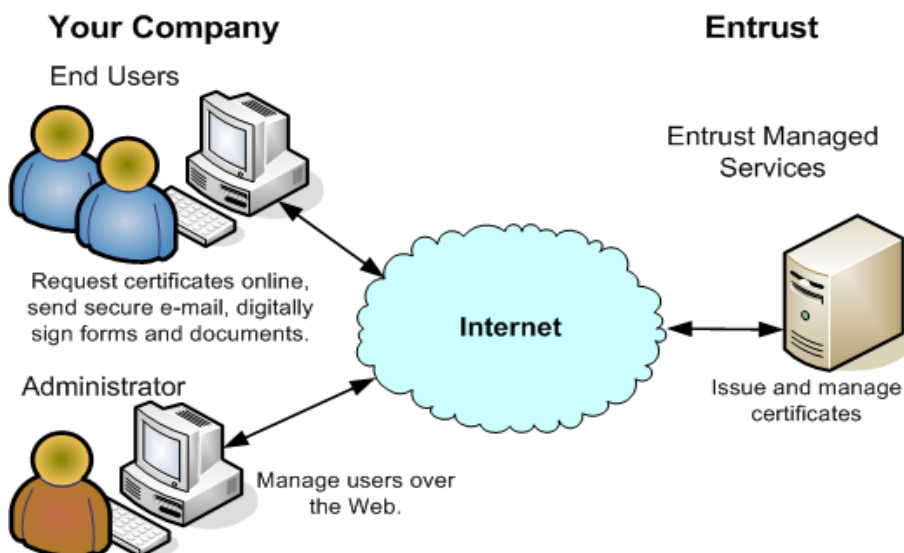 Your Company
Entrust
End Users
Entrust Managed
Services
Request certificates online,
send secure e-mail, digitally
sign forms and documents.
Internet
Issue and manage
certificates
Administrator
Manage users over
the Web.